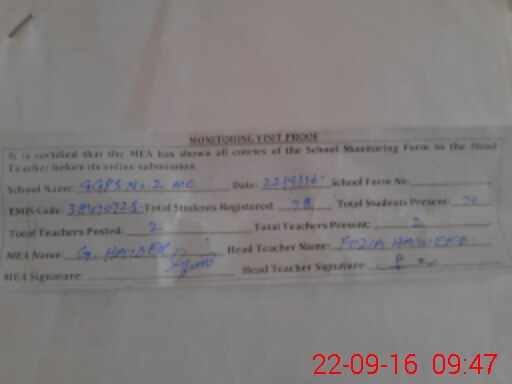 MONITORING VISIT PROOF
It is certified that the MEA has shown all entries of the School Monitoring Form to the Head
Teacher before its online submission.
School Name: GGPS No.2 MC Date: 22/9/16 School Form No:
EMIS Code: Total Students Registered: 78 Total Students Present: 70
Total Teachers Posted: 2 Total Teachers Present: 2
MEA Name: G. HAIDER Head Teacher Name: FOZIA
MEA Signature: Head Teacher Signature:
22-09-16 09:47